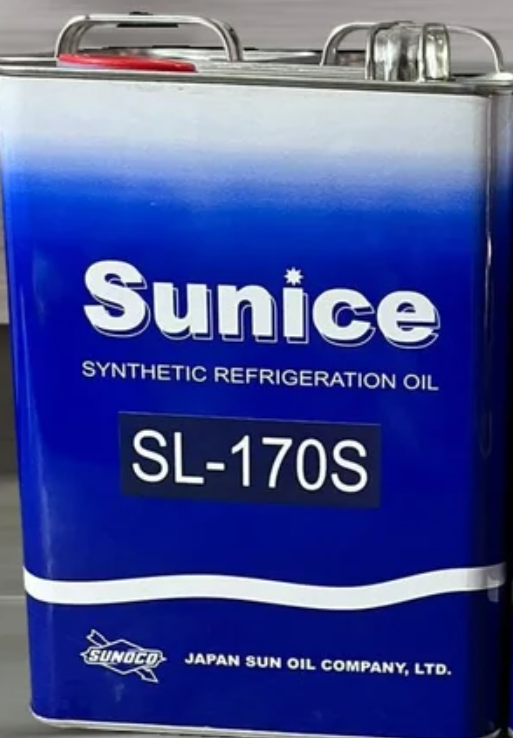 Sunice
SYNTHETIC REFRIGERATION OIL
SL-170S
SUNOCO
JAPAN SUN OIL COMPANY, LTD.